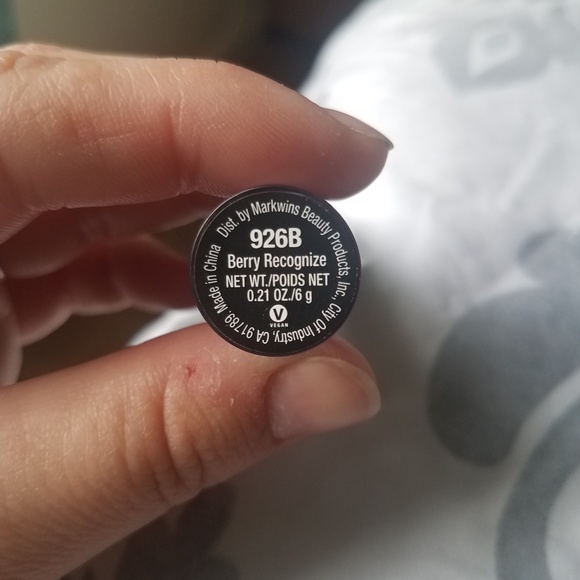 Dist. by Markwins Beauty Products, Inc., City Of Industry, CA 91789. Made in China
926B
Berry Recognize
NET WT./POIDS NET
0.21 OZ./6 g
V
VEGAN